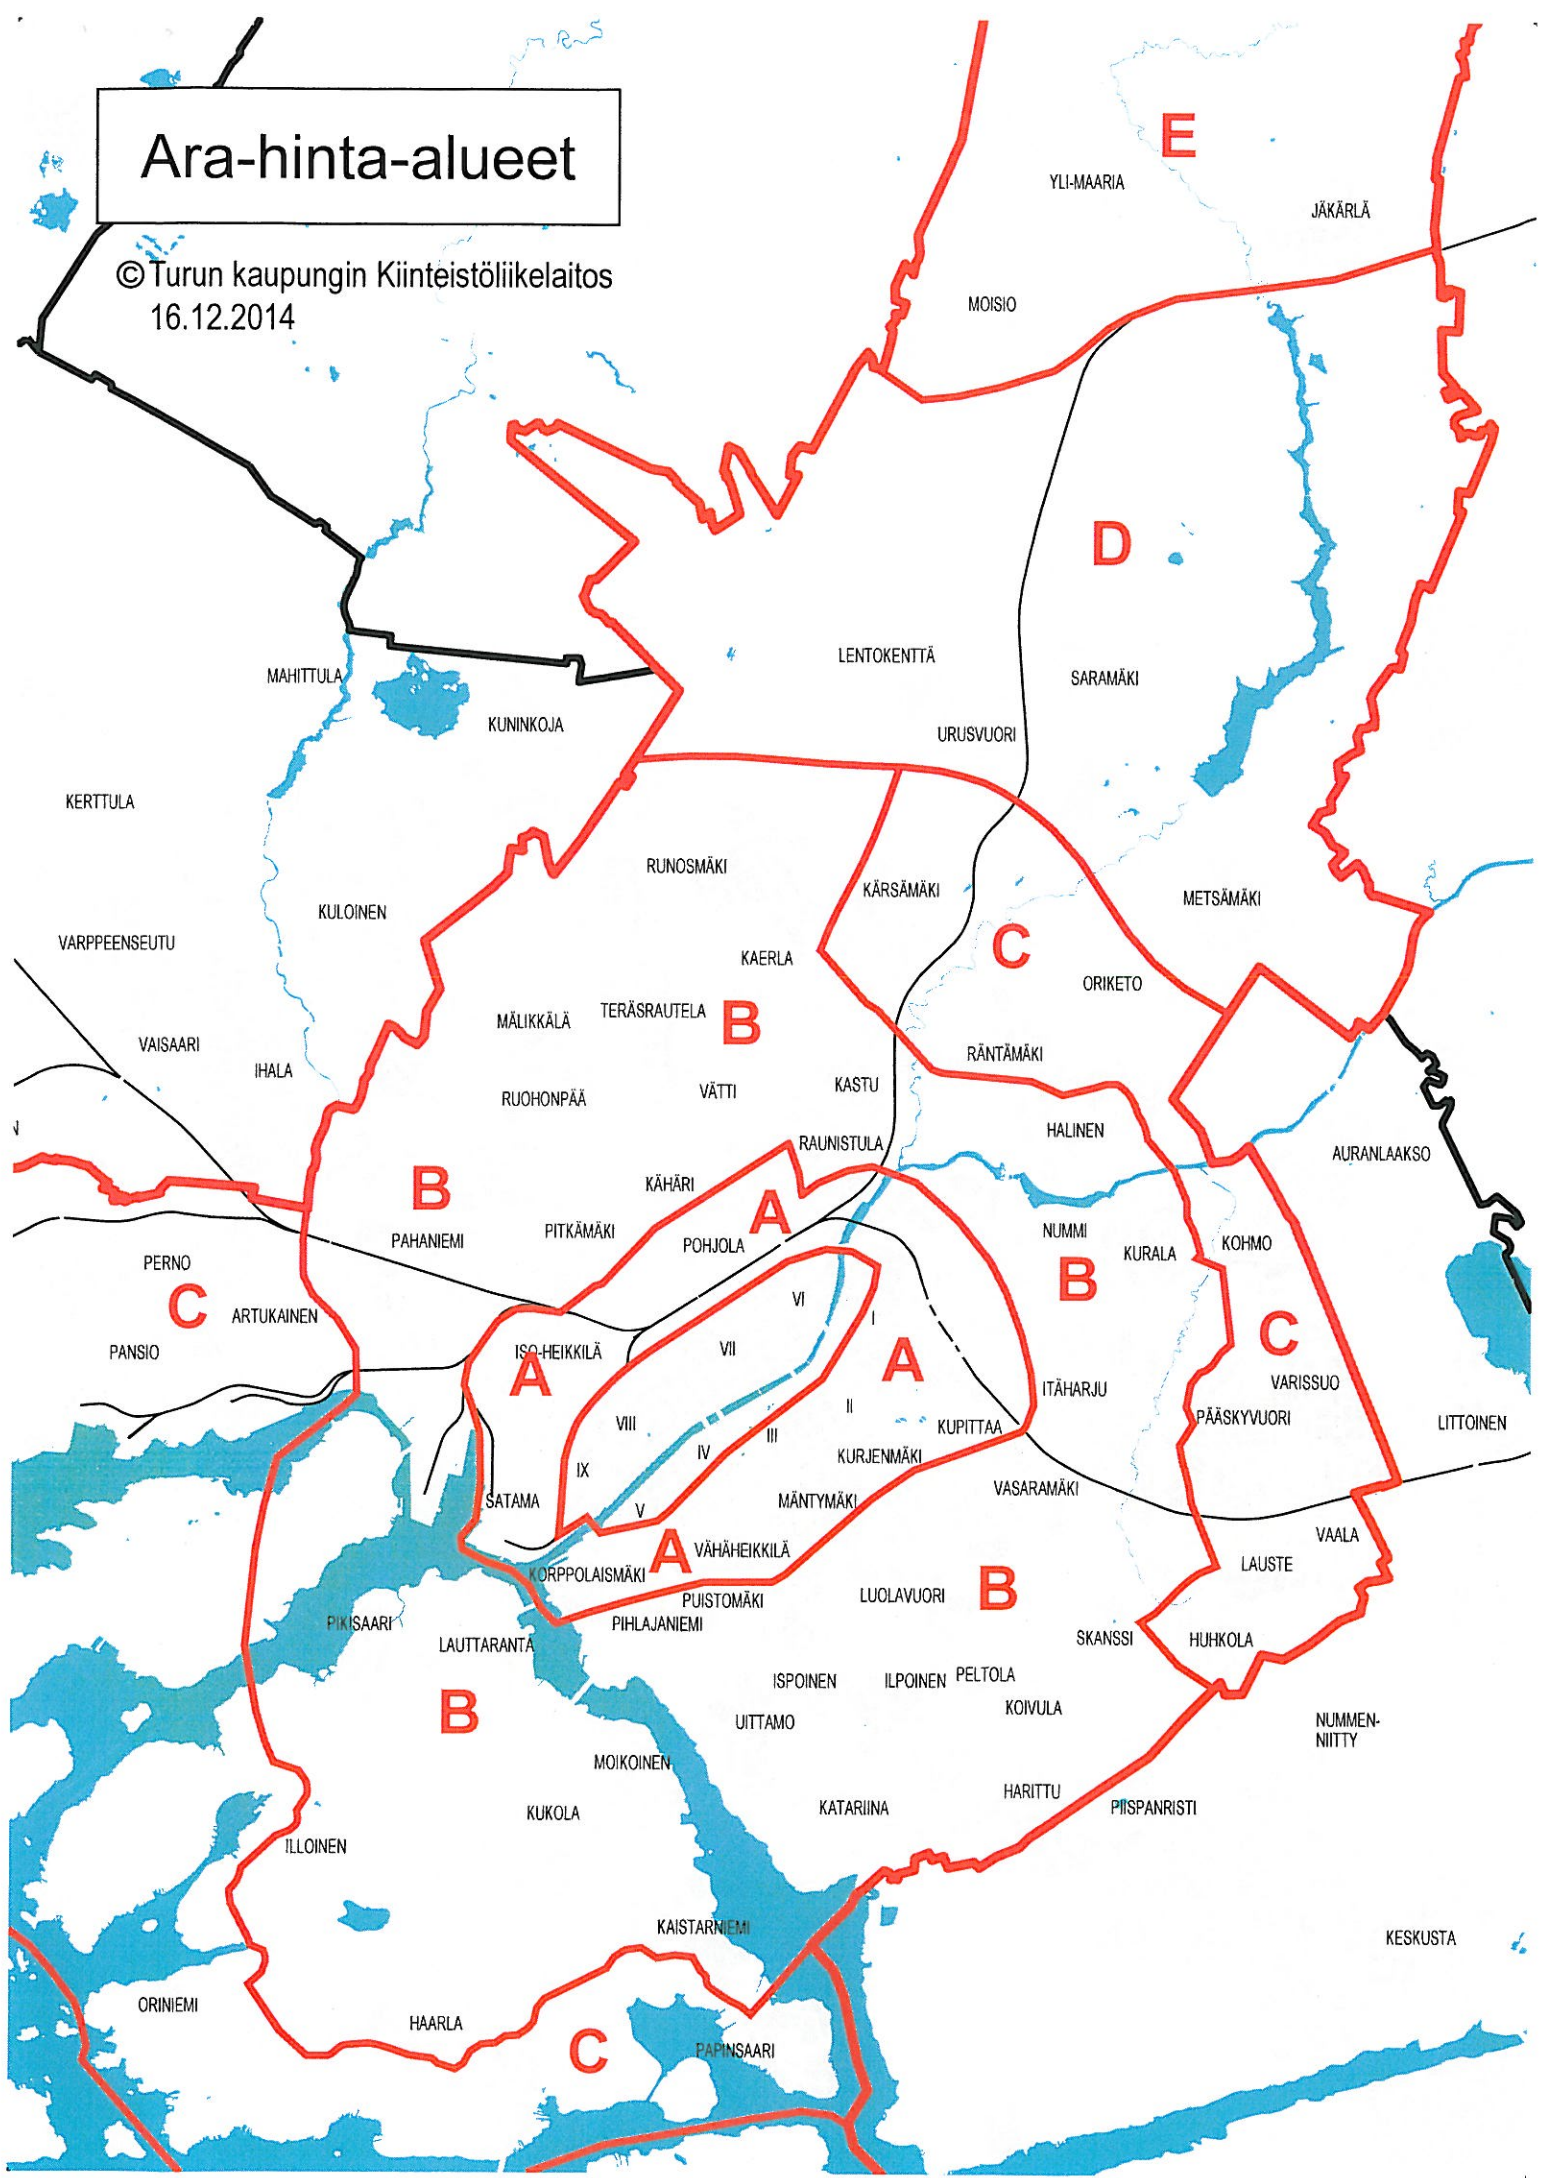 Ara-hinta-alueet
© Turun kaupungin Kiinteistöliikelaitos
16.12.2014
E
YLI-MAARIA
JÄKÄRLÄ
MOISIO
D
LENTOKENTTÄ
SARAMÄKI
MAHITTULA
KUNINKOJA
URUSVUORI
KERTTULA
RUNOSMÄKI
KÄRSÄMÄKI
METSÄMÄKI
KULOINEN
VARPPEENSEUTU
KAERLA
C
ORIKETO
MÄLIKKÄLÄ
TERÄSRAUTELA
B
VAISAARI
IHALA
RÄNTÄMÄKI
RUOHONPÄÄ
VÄTTI
KASTU
N
HALINEN
RAUNISTULA
AURANLAAKSO
B
KÄHÄRI
A
PAHANIEMI
PITKÄMÄKI
POHJOLA
NUMMI
KURALA
KOHMO
PERNO
B
C
ARTUKAINEN
VI
I
C
PANSIO
ISO-HEIKKILÄ
VII
A
A
ITÄHARJU
VARISSUO
II
PÄÄSKYVUORI
VIII
KUPITTAA
LITTOINEN
III
IV
KURJENMÄKI
IX
VASARAMÄKI
SATAMA
V
MÄNTYMÄKI
VAALA
A
VÄHÄHEIKKILÄ
LAUSTE
KORPPOLAISMÄKI
B
LUOLAVUORI
PUISTOMÄKI
PIKISAARI
PIHLAJANIEMI
LAUTTARANTA
SKANSSI
HUHKOLA
ISPOINEN
ILPOINEN
PELTOLA
B
KOIVULA
UITTAMO
NUMMEN-
NIITTY
MOIKOINEN
HARITTU
KUKOLA
KATARIINA
PIISPANRISTI
ILLOINEN
KAISTARNIEMI
KESKUSTA
ORINIEMI
HAARLA
C
PAPINSAARI